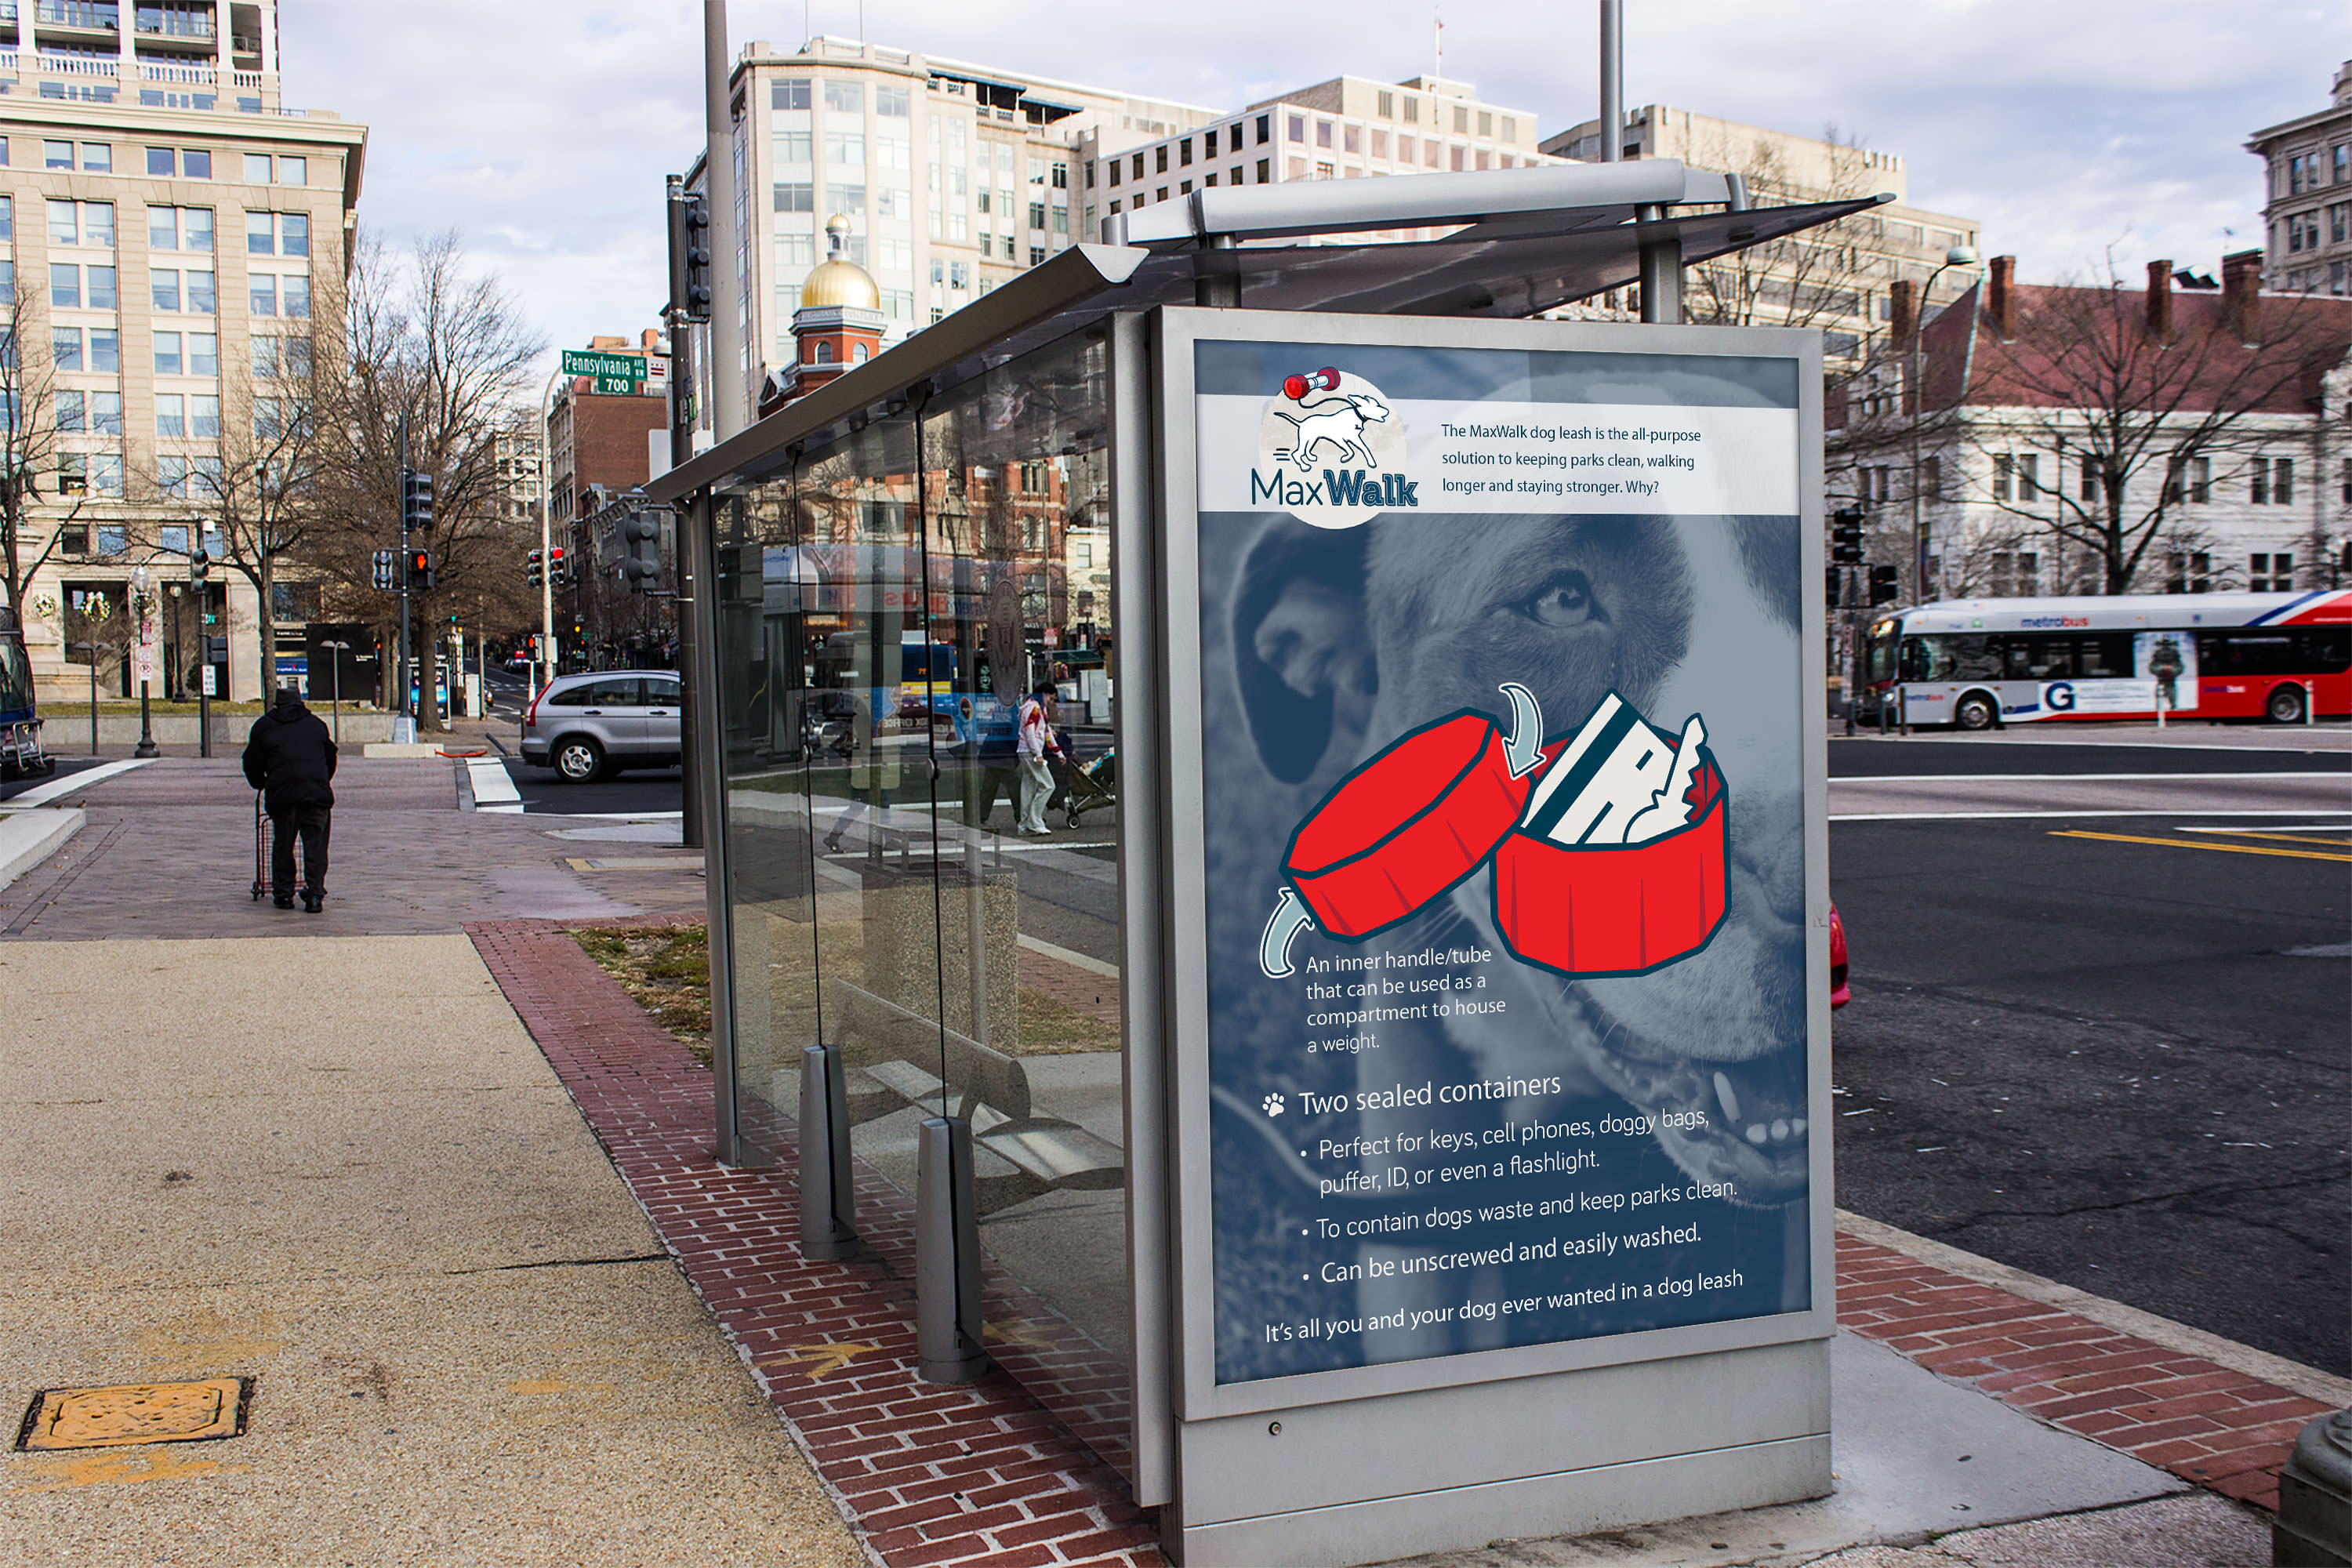 Pennsylvania AVE NW
700
MaxWalk
The MaxWalk dog leash is the all-purpose
solution to keeping parks clean, walking
longer and staying stronger. Why?
metrobus
G
An inner handle/tube
that can be used as a
compartment to house
a weight.
Two sealed containers
• Perfect for keys, cell phones, doggy bags,
puffer, ID, or even a flashlight.
• To contain dogs waste and keep parks clean.
• Can be unscrewed and easily washed.
It's all you and your dog ever wanted in a dog leash